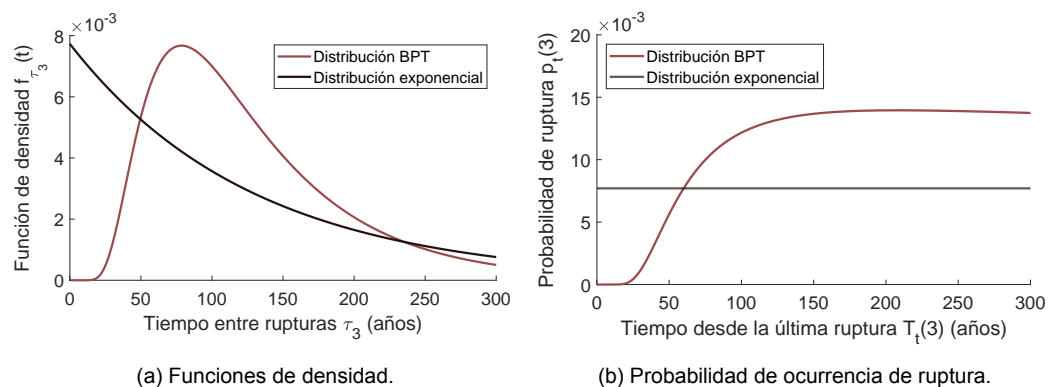 ×10⁻³
8
6
4
2
0
Función de densidad f_τ₃(t)
Distribución BPT
Distribución exponencial
0 50 100 150 200 250 300
Tiempo entre rupturas τ₃ (años)
(a) Funciones de densidad.
×10⁻³
20
15
10
5
0
Probabilidad de ruptura pₜ(3)
Distribución BPT
Distribución exponencial
0 50 100 150 200 250 300
Tiempo desde la última ruptura Tₜ(3) (años)
(b) Probabilidad de ocurrencia de ruptura.